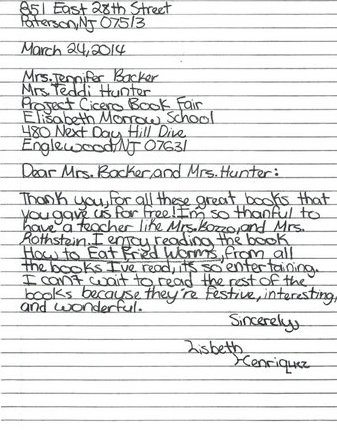 851 East 28th Street
Paterson, NJ 07513
March 24, 2014
Mrs. Jennifer Backer
Mrs. Teddi Hunter
Project Cicero Book Fair
Elisabeth Morrow School
480 Next Day Hill Dive
Englewood, NJ 07631
Dear Mrs. Backer, and Mrs. Hunter:
Thank you, for all these great books that
you gave us for free! I'm so thanful to
have a teacher like Mrs. Kozzo, and Mrs.
Rothstein. I enjoy reading the book
How to Eat Fried Worms, from all
the books I've read, it's so entertaining.
I can't wait to read the rest of the
books because they're festive, interesting,
and wonderful.
Sincerely,
Lisbeth
Henriquez